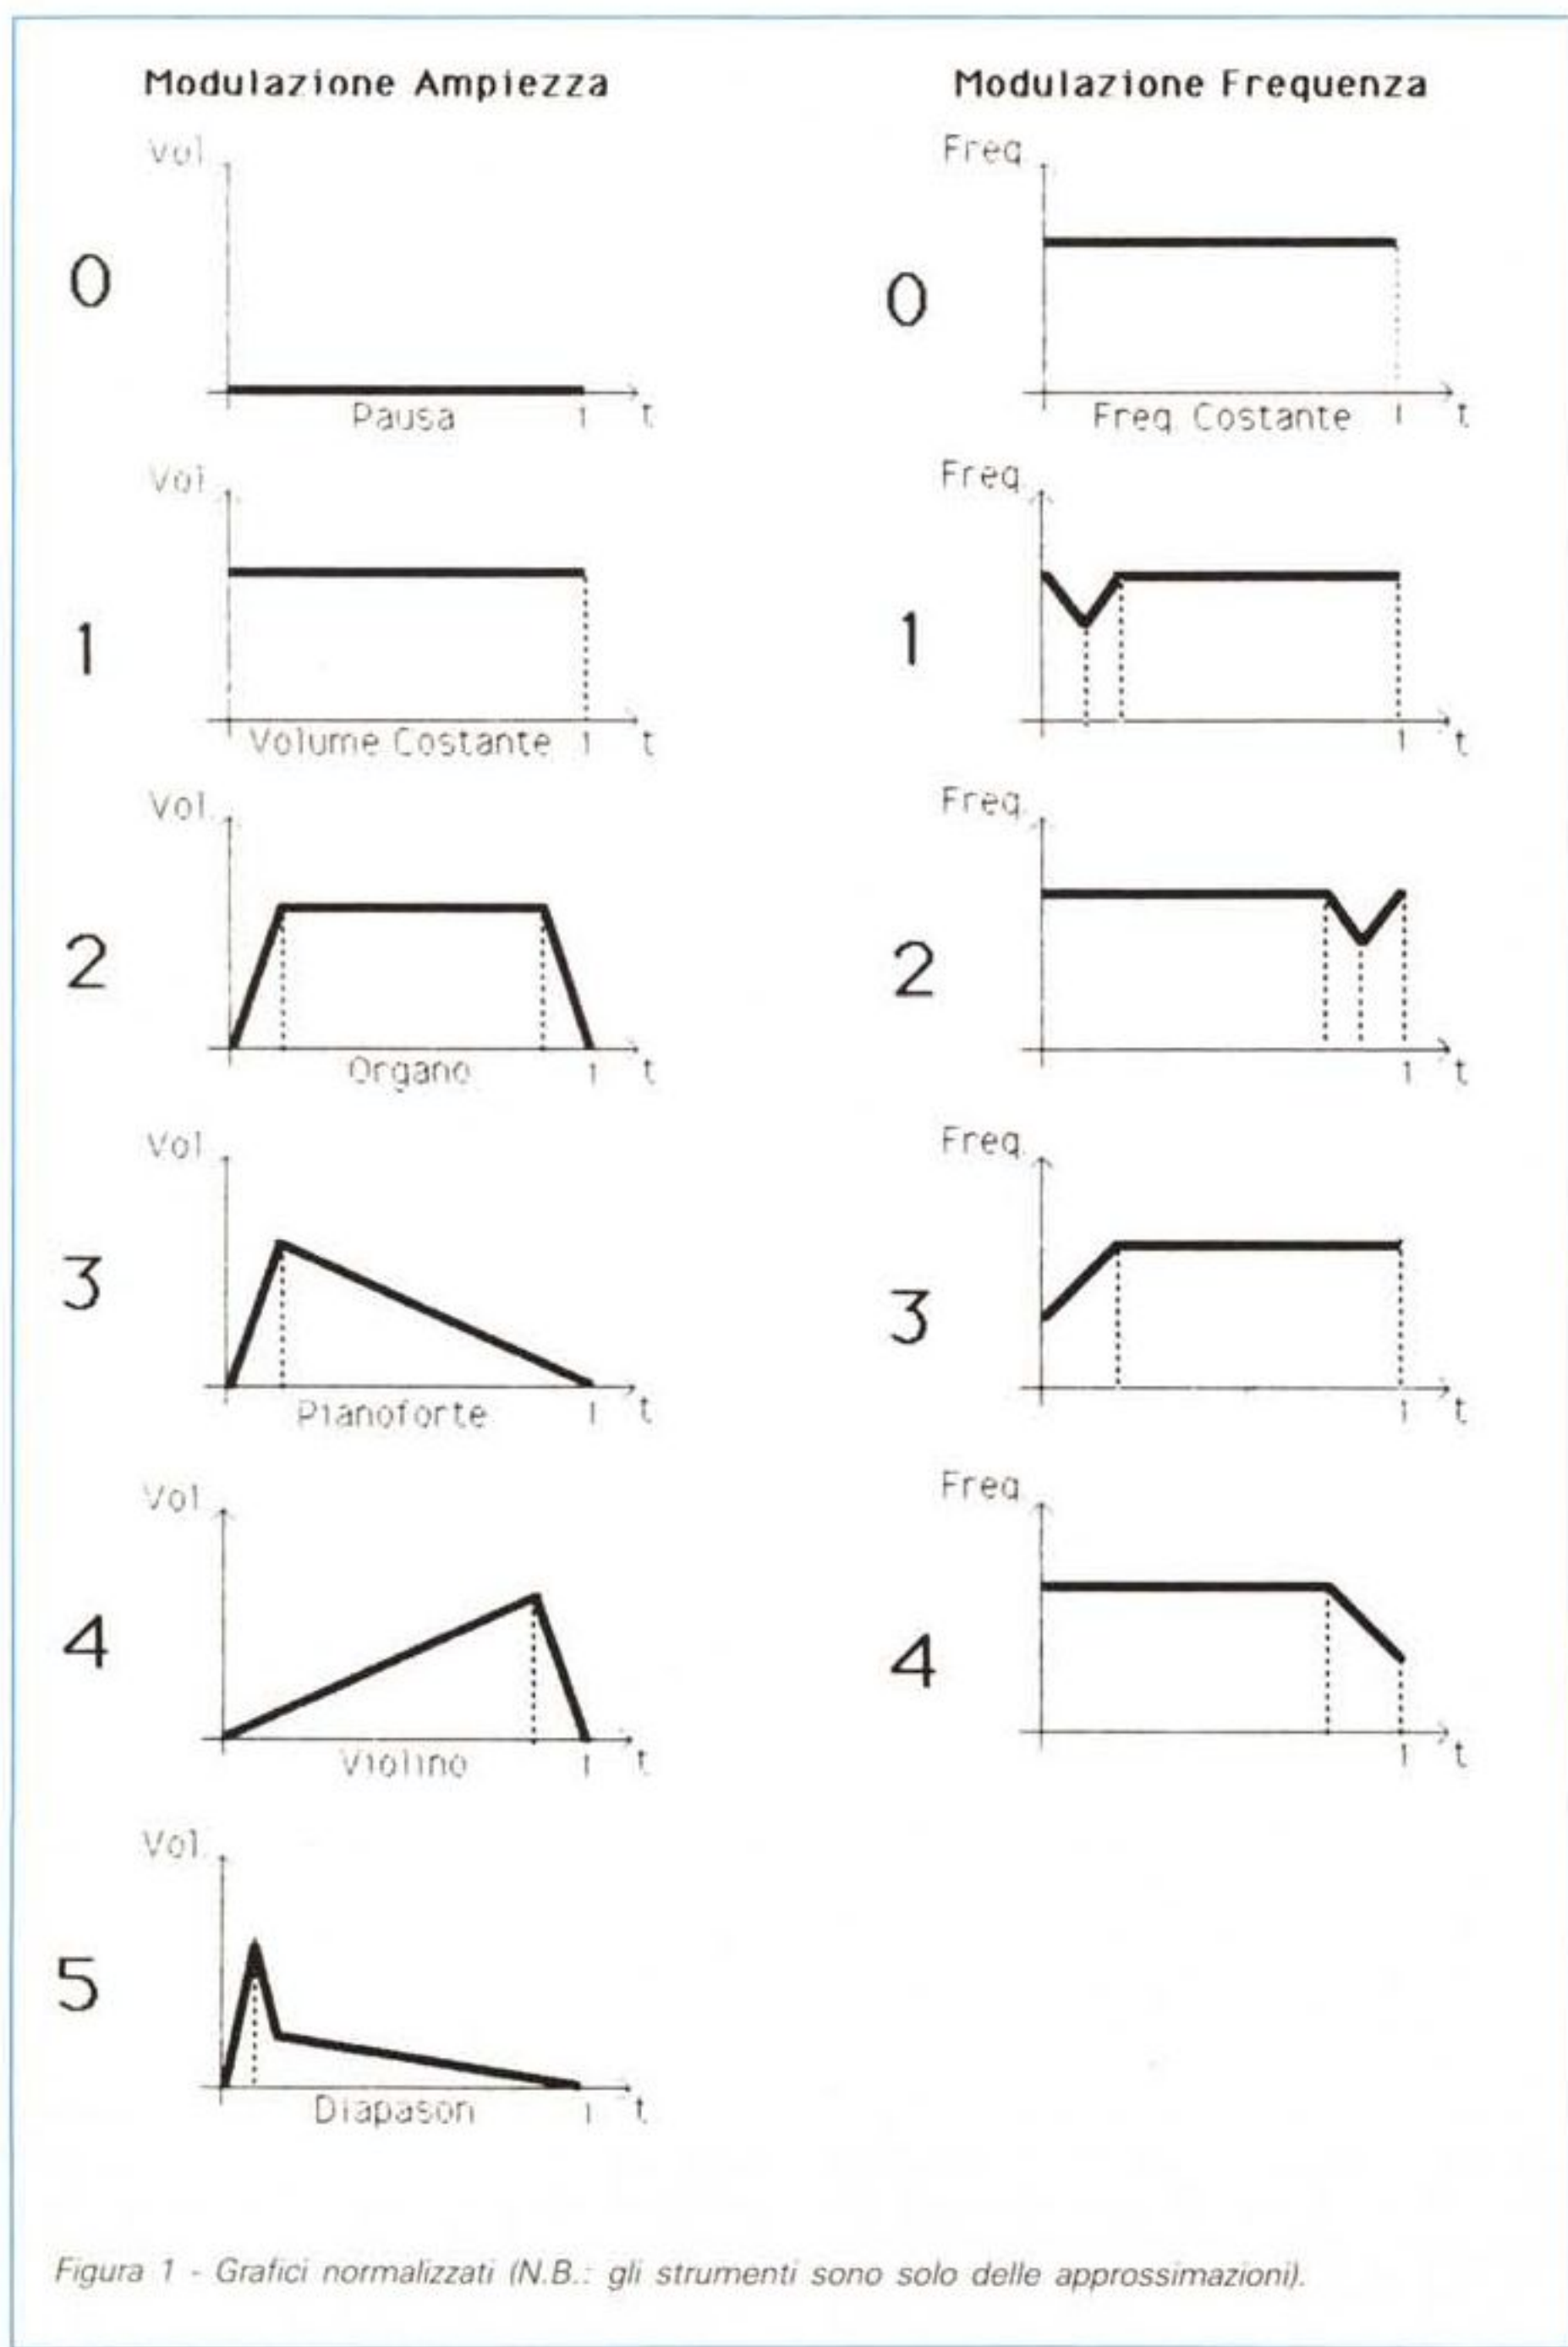 Modulazione Ampiezza
Vol.
0
Pausa 1 t
Vol.
1
Volume Costante 1 t
Vol.
2
Organo 1 t
Vol.
3
Pianoforte 1 t
Vol.
4
Violino 1 t
Vol.
5
Diapason 1 t
Modulazione Frequenza
Freq.
0
Freq. Costante 1 t
Freq.
1
1 t
Freq.
2
1 t
Freq.
3
1 t
Freq.
4
1 t
Figura 1 - Grafici normalizzati (N.B.: gli strumenti sono solo delle approssimazioni).